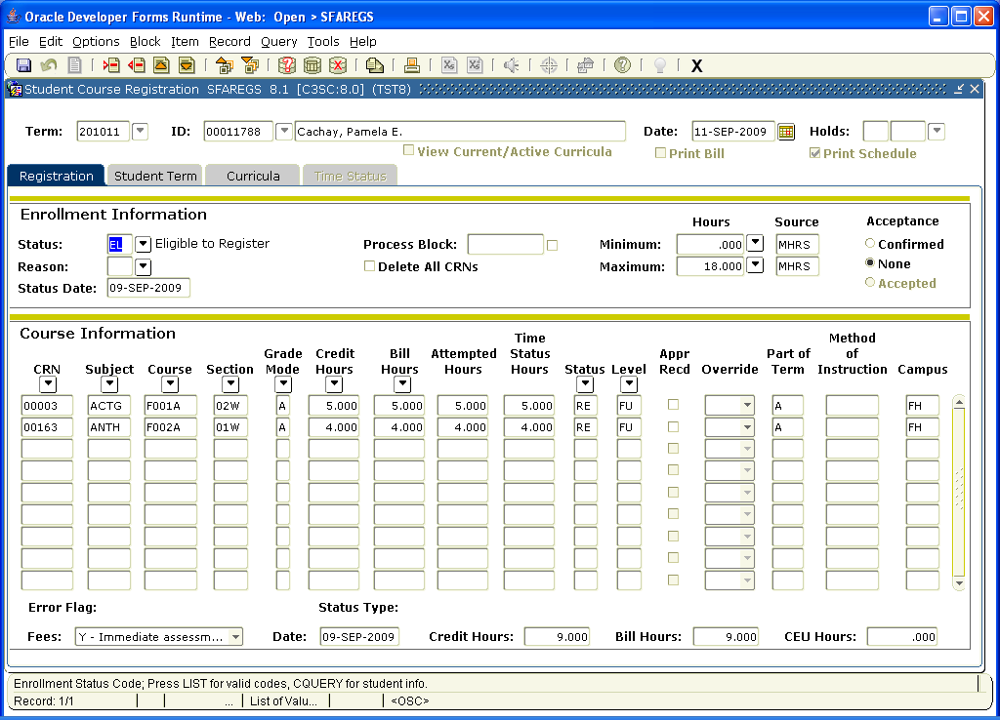 Oracle Developer Forms Runtime - Web: Open > SFAREGS
File Edit Options Block Item Record Query Tools Help
X
Student Course Registration SFAREGS 8.1 [C3SC:8.0] (TST8)
Term: 201011 ID: 00011788 Cachay, Pamela E. Date: 11-SEP-2009 Holds:
View Current/Active Curricula Print Bill Print Schedule
Registration Student Term Curricula Time Status
Enrollment Information
Hours Source Acceptance
Status: EL Eligible to Register Process Block: Minimum: .000 MHRS Confirmed
Reason: Delete All CRNs Maximum: 18.000 MHRS None
Status Date: 09-SEP-2009 Accepted
Course Information
Time Method
Grade Credit Bill Attempted Status Appr Part of of
CRN Subject Course Section Mode Hours Hours Hours Hours Status Level Recd Override Term Instruction Campus
00003 ACTG F001A 02W A 5.000 5.000 5.000 5.000 RE FU A FH
00163 ANTH F002A 01W A 4.000 4.000 4.000 4.000 RE FU A FH
Error Flag: Status Type:
Fees: Y - Immediate assessm... Date: 09-SEP-2009 Credit Hours: 9.000 Bill Hours: 9.000 CEU Hours: .000
Enrollment Status Code; Press LIST for valid codes, CQUERY for student info.
Record: 1/1 ... List of Valu... <OSC>